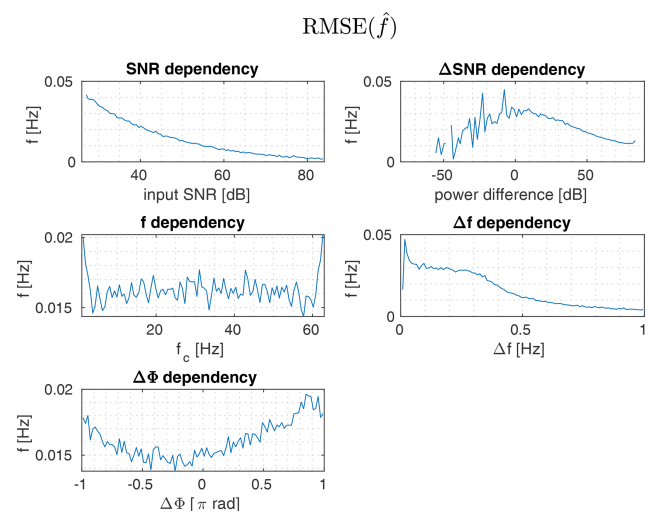 RMSE(f̂)
SNR dependency
ΔSNR dependency
0.05
0
f [Hz]
40 60 80
input SNR [dB]
0.05
0
f [Hz]
-50 0 50
power difference [dB]
f dependency
Δf dependency
0.02
0.015
f [Hz]
20 40 60
f_c [Hz]
0.05
0
f [Hz]
0 0.5 1
Δf [Hz]
ΔΦ dependency
0.02
0.015
f [Hz]
-1 -0.5 0 0.5 1
ΔΦ [ π rad]